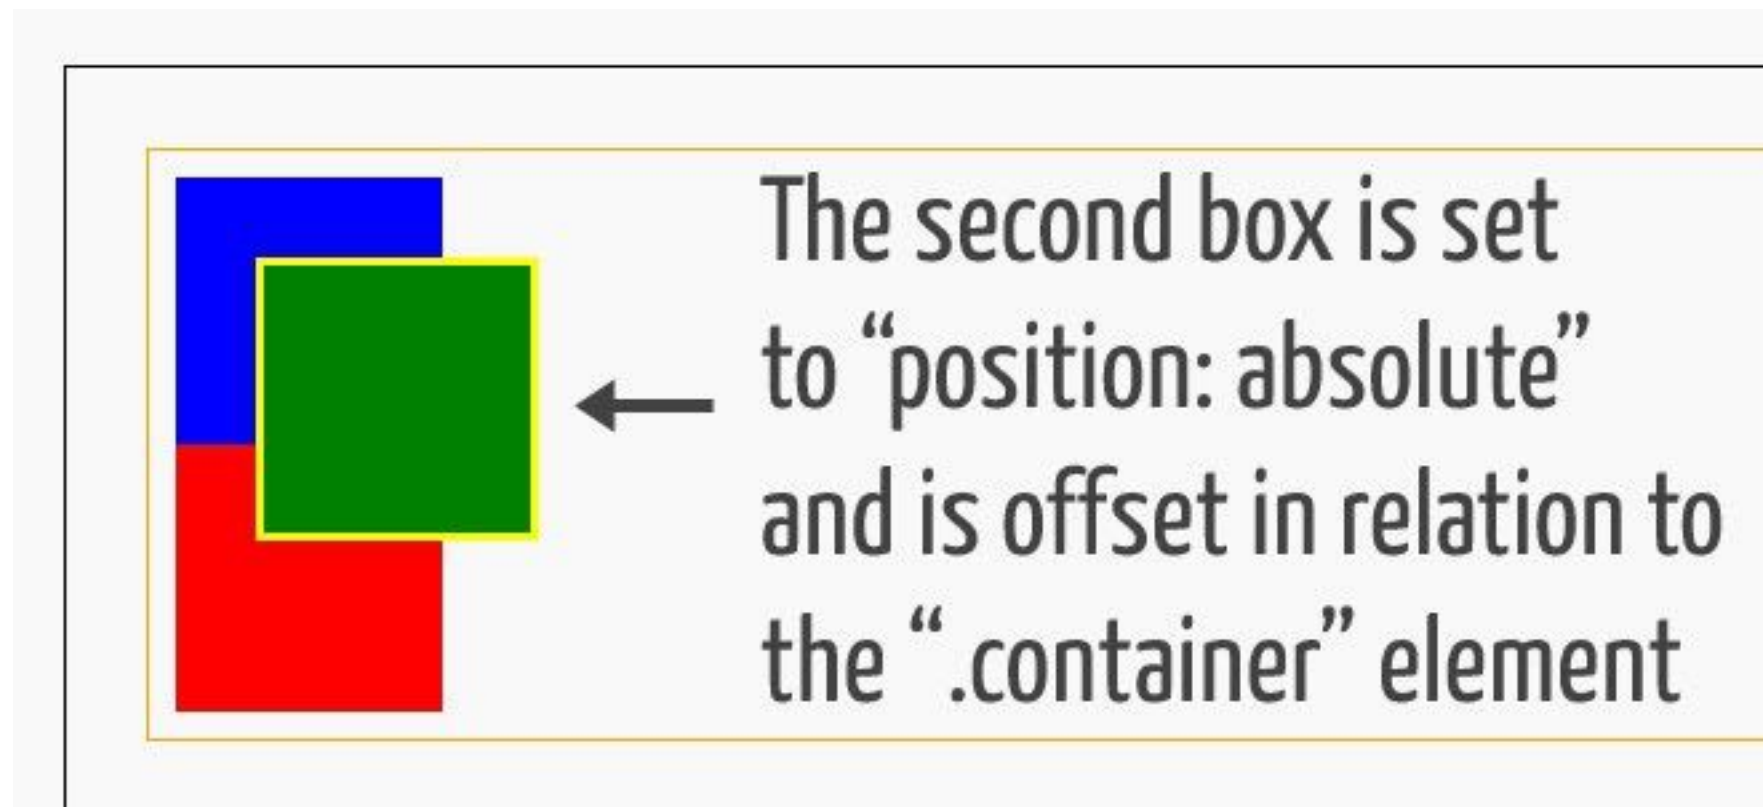 The second box is set
to “position: absolute”
and is offset in relation to
the “.container” element